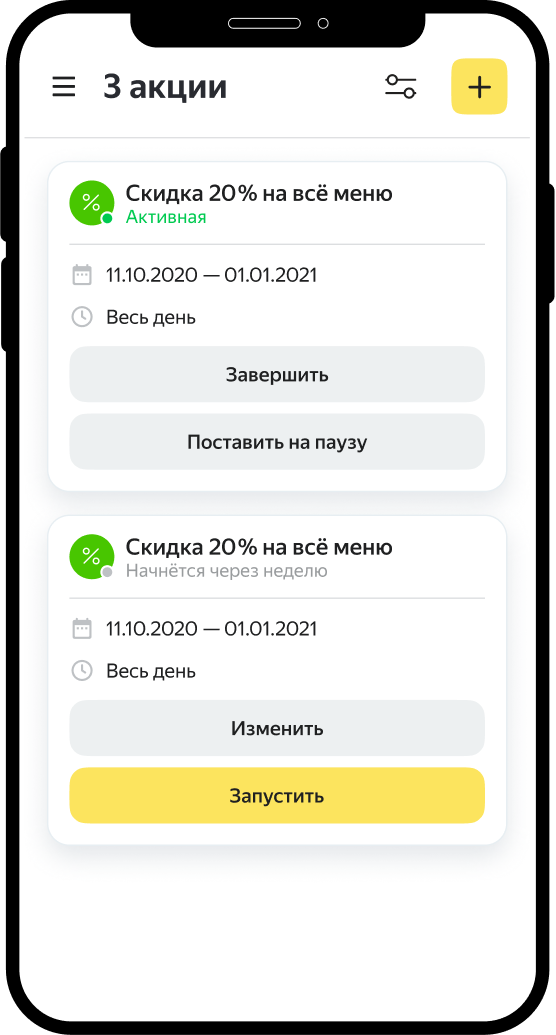 3 акции
Скидка 20% на всё меню
Активная
11.10.2020 — 01.01.2021
Весь день
Завершить
Поставить на паузу
Скидка 20% на всё меню
Начнётся через неделю
11.10.2020 — 01.01.2021
Весь день
Изменить
Запустить